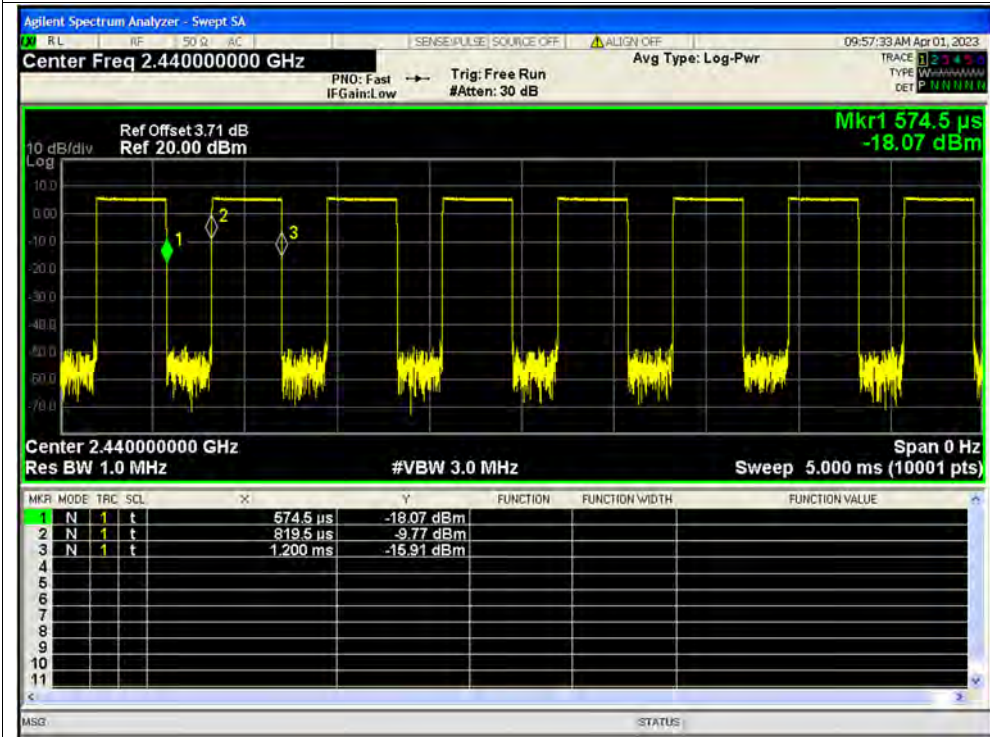 Agilent Spectrum Analyzer - Swept SA
RL RF 50 Ω AC SENSE:PULSE SOURCE OFF ALIGN OFF 09:57:33 AM Apr 01, 2023
Center Freq 2.440000000 GHz Avg Type: Log-Pwr TRACE 1 2 3 4 5 6
PNO: Fast Trig: Free Run TYPE
IFGain:Low #Atten: 30 dB DET P N N N N N
Mkr1 574.5 µs
Ref Offset 3.71 dB
10 dB/div Ref 20.00 dBm -18.07 dBm
Log
10.0
0.00
-10.0
-20.0
-30.0
-40.0
-50.0
-60.0
-70.0
1
2
3
Center 2.440000000 GHz Span 0 Hz
Res BW 1.0 MHz #VBW 3.0 MHz Sweep 5.000 ms (10001 pts)
MKR MODE TRC SCL X Y FUNCTION FUNCTION WIDTH FUNCTION VALUE
1 N 1 t 574.5 µs -18.07 dBm
2 N 1 t 819.5 µs -9.77 dBm
3 N 1 t 1.200 ms -15.91 dBm
4
5
6
7
8
9
10
11
MSG STATUS